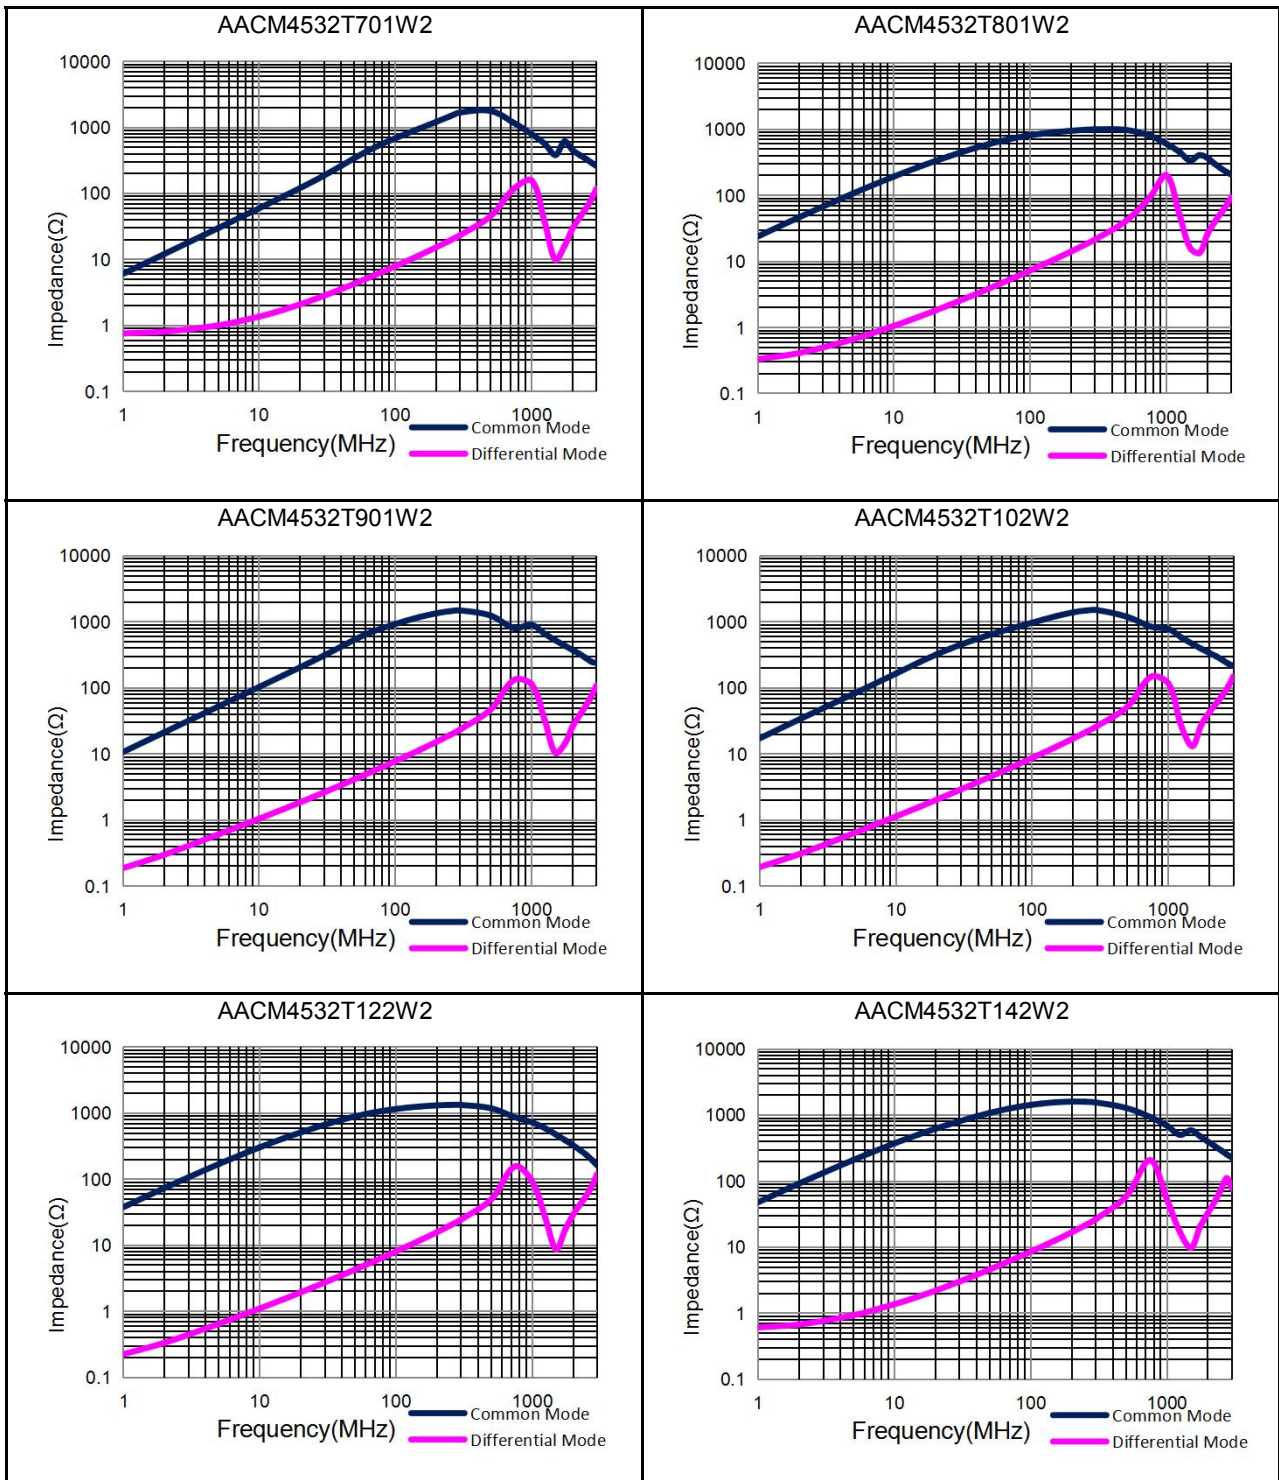 AACM4532T701W2
10000
1000
100
10
1
0.1
Impedance(Ω)
1 10 100 1000
Frequency(MHz)
Common Mode
Differential Mode
AACM4532T801W2
10000
1000
100
10
1
0.1
Impedance(Ω)
1 10 100 1000
Frequency(MHz)
Common Mode
Differential Mode
AACM4532T901W2
10000
1000
100
10
1
0.1
Impedance(Ω)
1 10 100 1000
Frequency(MHz)
Common Mode
Differential Mode
AACM4532T102W2
10000
1000
100
10
1
0.1
Impedance(Ω)
1 10 100 1000
Frequency(MHz)
Common Mode
Differential Mode
AACM4532T122W2
10000
1000
100
10
1
0.1
Impedance(Ω)
1 10 100 1000
Frequency(MHz)
Common Mode
Differential Mode
AACM4532T142W2
10000
1000
100
10
1
0.1
Impedance(Ω)
1 10 100 1000
Frequency(MHz)
Common Mode
Differential Mode